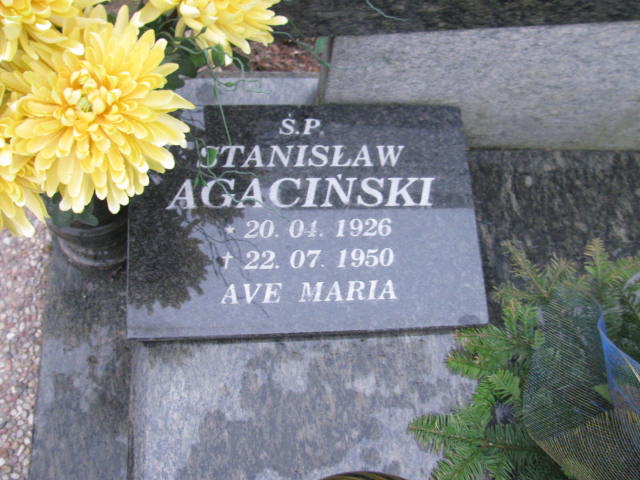 Ś.P.
STANISŁAW
AGACIŃSKI
* 20. 04. 1926
† 22. 07. 1950
AVE MARIA